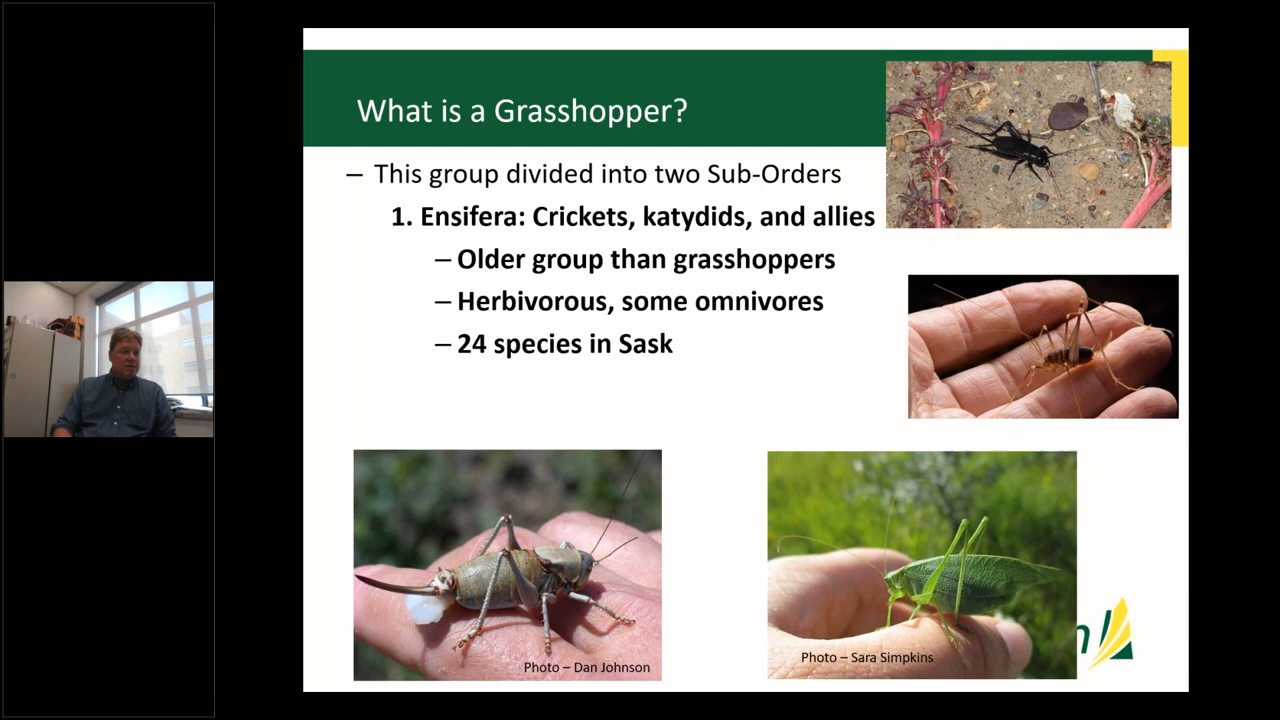 What is a Grasshopper?
– This group divided into two Sub-Orders
1. Ensifera: Crickets, katydids, and allies
– Older group than grasshoppers
– Herbivorous, some omnivores
– 24 species in Sask
Photo – Dan Johnson
Photo – Sara Simpkins